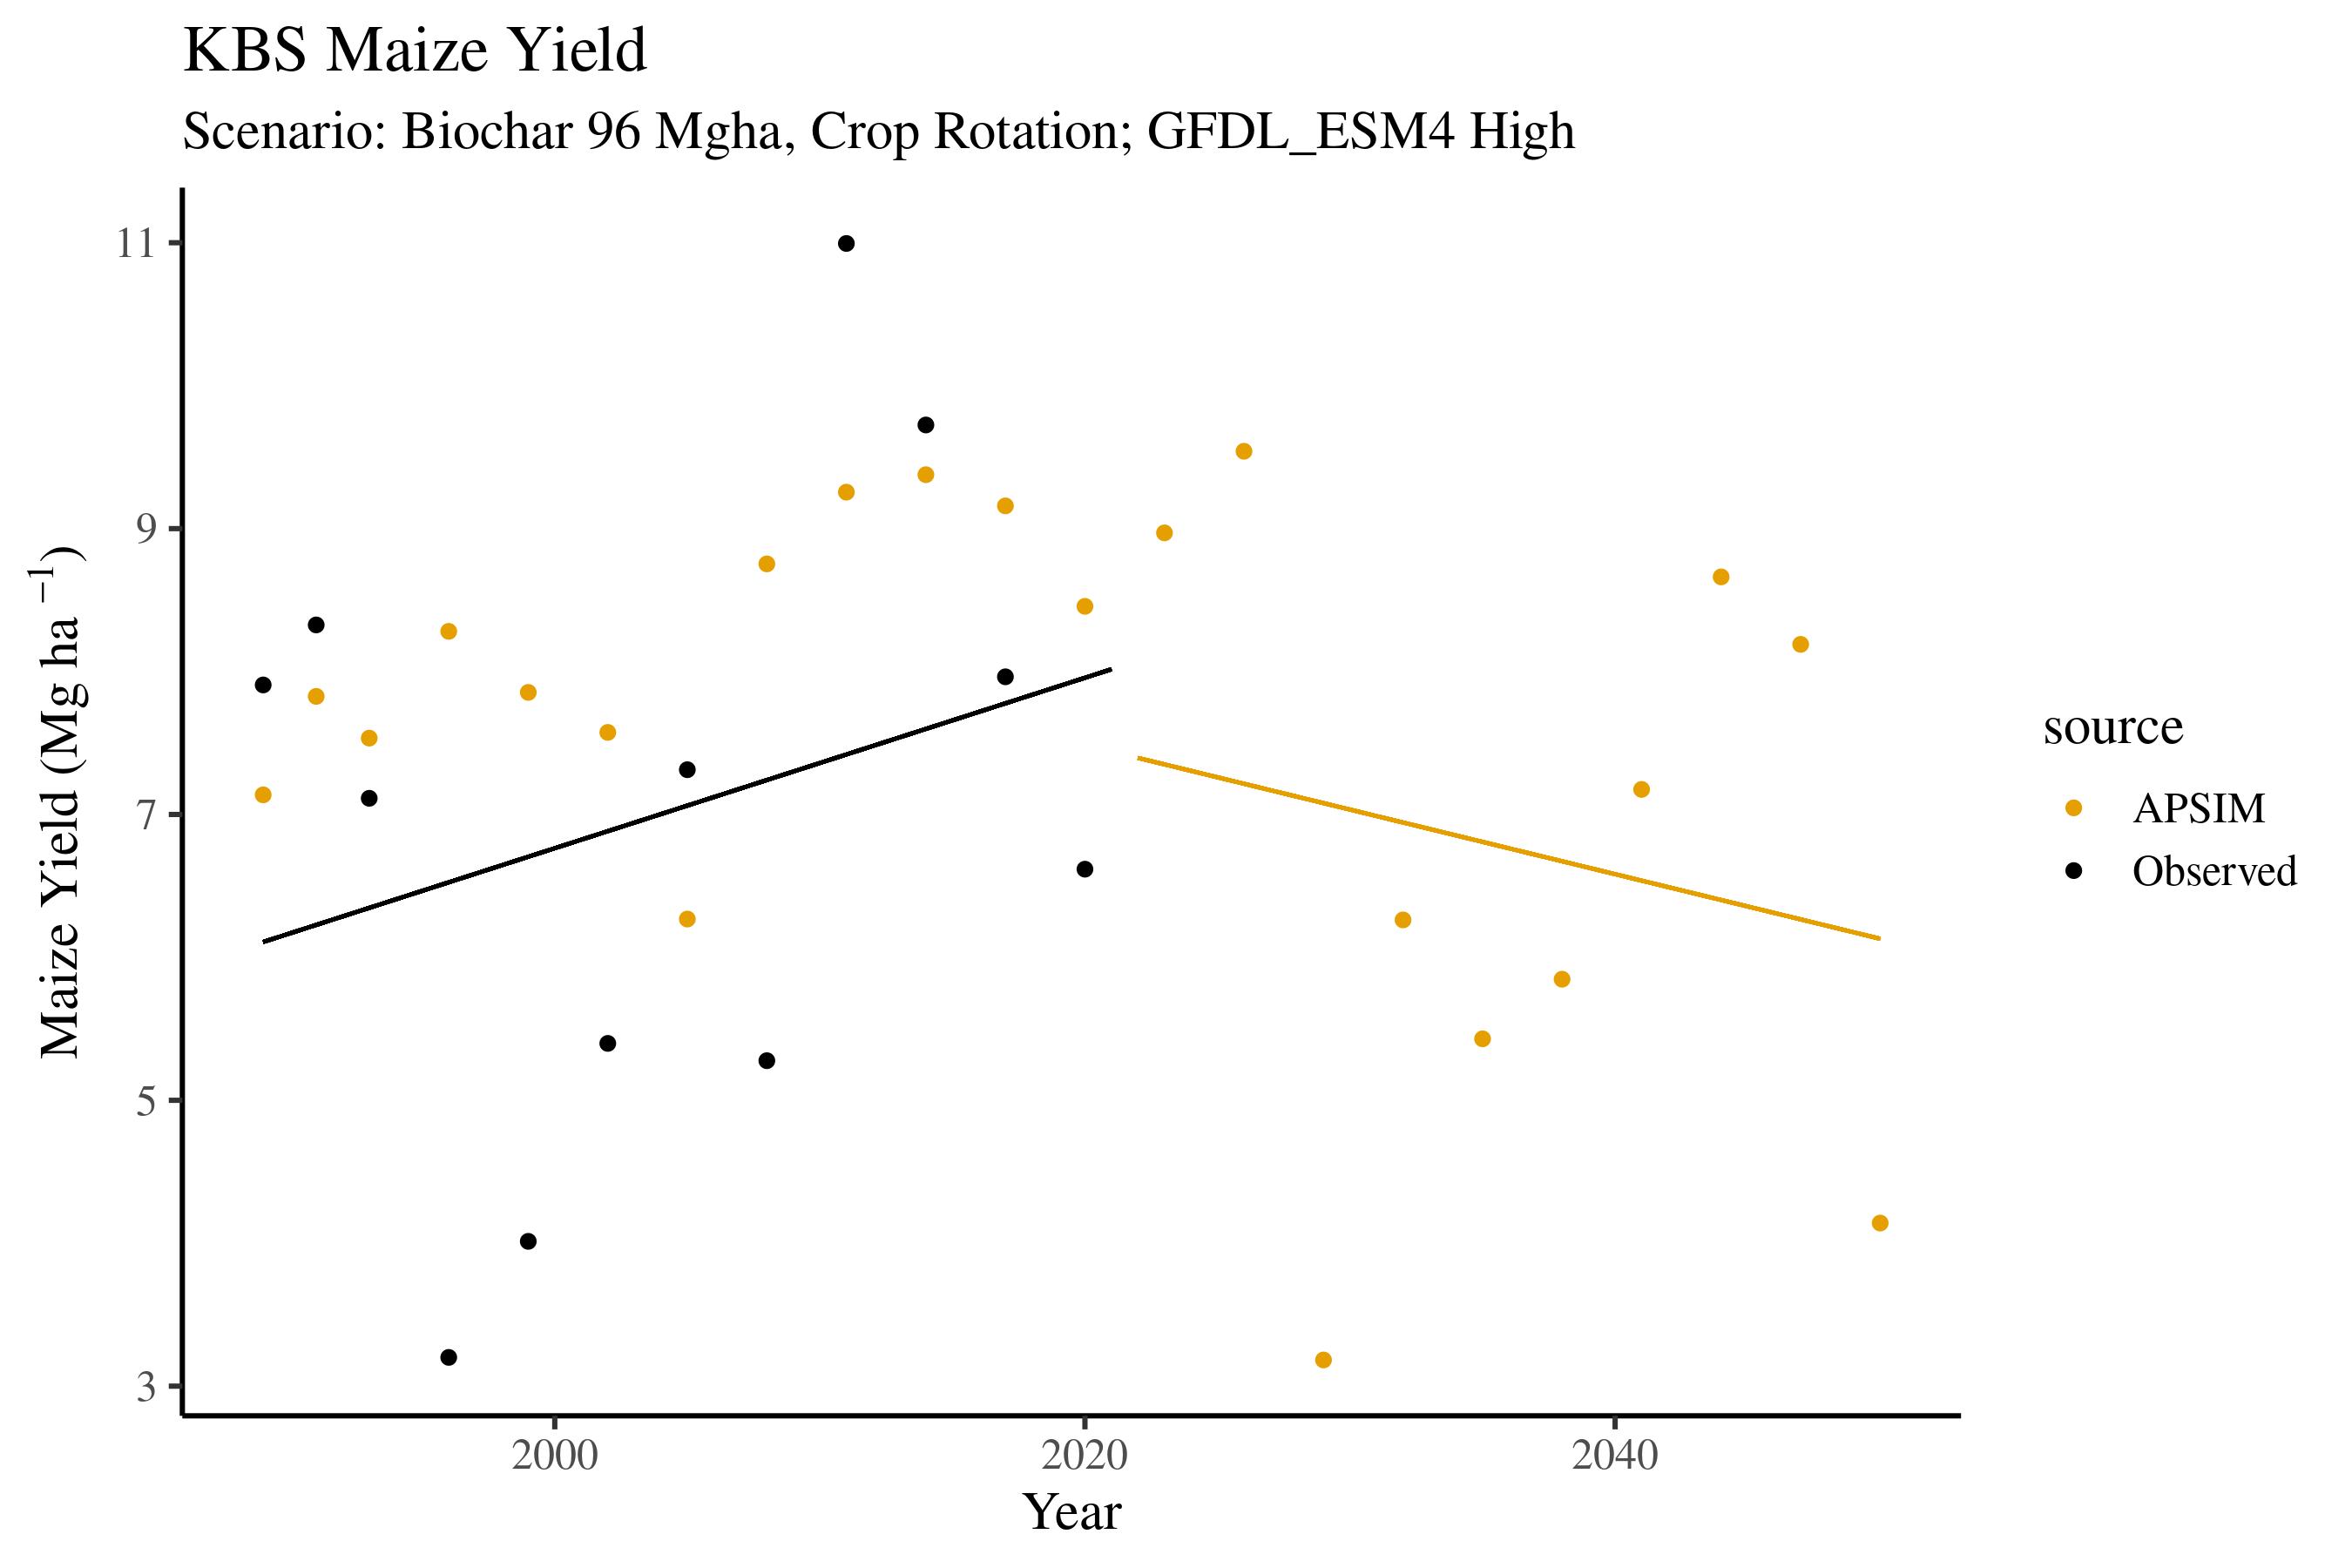 KBS Maize Yield
Scenario: Biochar 96 Mgha, Crop Rotation; GFDL_ESM4 High
Maize Yield (Mg ha ⁻¹)
11
9
7
5
3
2000
2020
2040
Year
source
APSIM
Observed